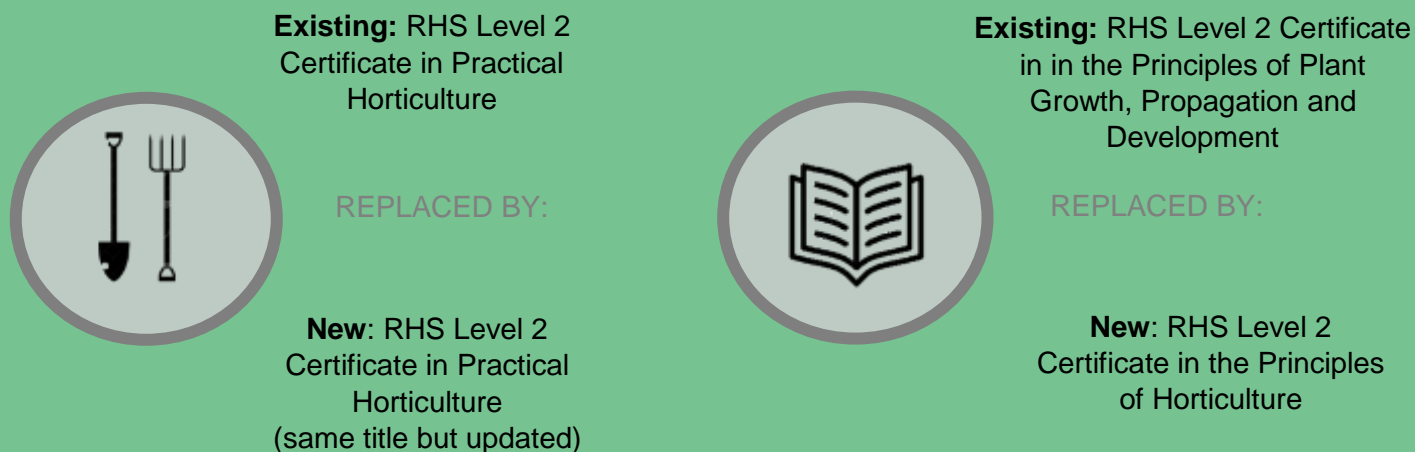 Existing: RHS Level 2
Certificate in Practical
Horticulture
REPLACED BY:
New: RHS Level 2
Certificate in Practical
Horticulture
(same title but updated)
Existing: RHS Level 2 Certificate
in in the Principles of Plant
Growth, Propagation and
Development
REPLACED BY:
New: RHS Level 2
Certificate in the Principles
of Horticulture